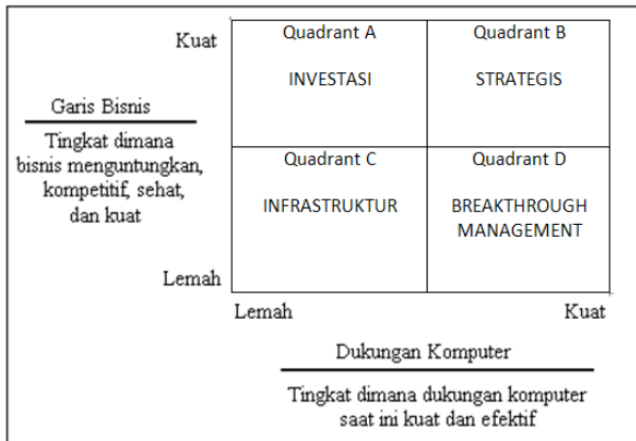 Kuat
Quadrant A
INVESTASI
Quadrant B
STRATEGIS
Garis Bisnis
Tingkat dimana
bisnis menguntungkan,
kompetitif, sehat,
dan kuat
Quadrant C
INFRASTRUKTUR
Quadrant D
BREAKTHROUGH
MANAGEMENT
Lemah
Lemah
Kuat
Dukungan Komputer
Tingkat dimana dukungan komputer
saat ini kuat dan efektif